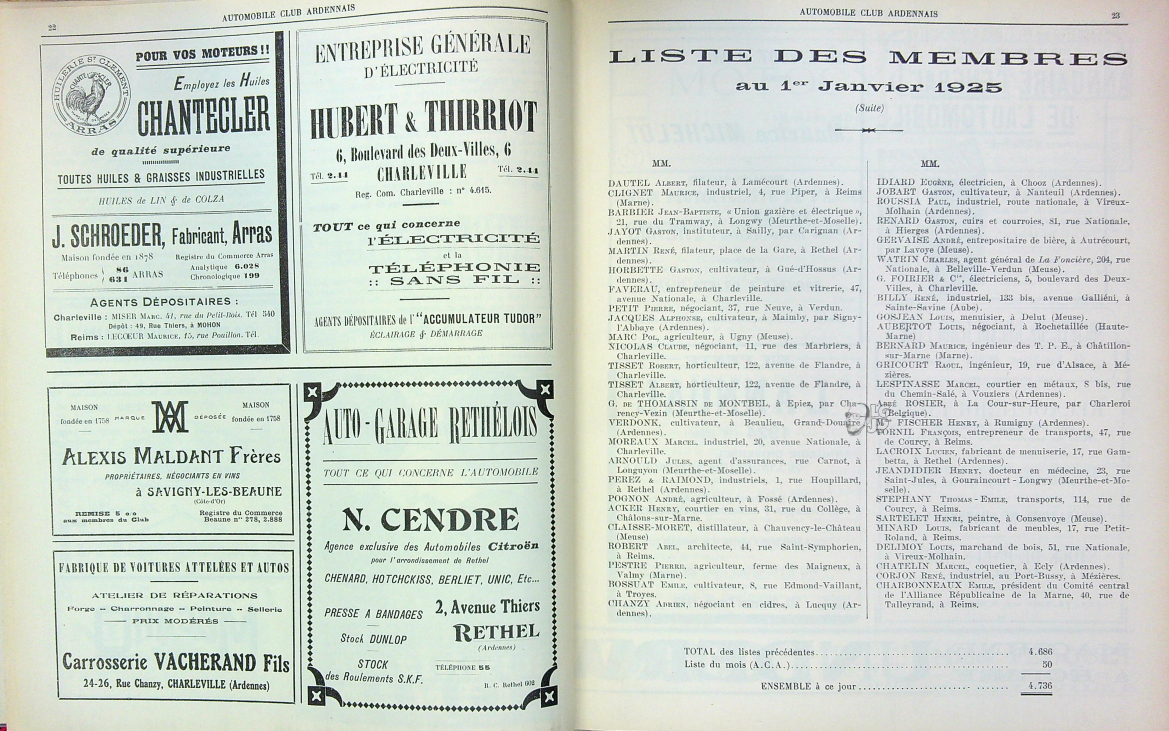 22
AUTOMOBILE CLUB ARDENNAIS
HUILERIE St CLEMENT
CHANTECLER
ARRAS
POUR VOS MOTEURS !!
Employez les Huiles
CHANTECLER
de qualité supérieure
TOUTES HUILES & GRAISSES INDUSTRIELLES
HUILES de LIN & de COLZA
J. SCHROEDER, Fabricant, Arras
Maison fondée en 1878
Téléphones 86 631 ARRAS
Registre du Commerce Arras
Analytique 6.028
Chronologique 199
AGENTS DÉPOSITAIRES :
Charleville : MISER MARC. 41, rue du Petit-Bois. Tél 340
Dépôt : 49, Rue Thiers, à MOHON
Reims : LECŒUR MAURICE, 15, rue Pouillon. Tél.
ENTREPRISE GÉNÉRALE
D'ÉLECTRICITÉ
HUBERT & THIRRIOT
6, Boulevard des Deux-Villes, 6
Tél. 2.11 CHARLEVILLE Tél. 2.11
Reg. Com. Charleville : n° 4.615.
TOUT ce qui concerne
l'ÉLECTRICITÉ
et la
TÉLÉPHONIE
:: SANS FIL ::
AGENTS DÉPOSITAIRES de l' "ACCUMULATEUR TUDOR"
ÉCLAIRAGE & DÉMARRAGE
MAISON
fondée en 1758
MARQUE
AM
DÉPOSÉE
MAISON
fondée en 1758
ALEXIS MALDANT Frères
PROPRIÉTAIRES, NÉGOCIANTS EN VINS
à SAVIGNY-LES-BEAUNE
(Côte-d'Or)
REMISE 5 o/o
aux membres du Club
Registre du Commerce
Beaune n° 278, 2.888
FABRIQUE DE VOITURES ATTELÉES ET AUTOS
ATELIER DE RÉPARATIONS
Forge -- Charronnage -- Peinture -- Sellerie
PRIX MODÉRÉS
Carrosserie VACHERAND Fils
24-26, Rue Chanzy, CHARLEVILLE (Ardennes)
AUTO-GARAGE RETHÉLOIS
TOUT CE QUI CONCERNE L'AUTOMOBILE
N. CENDRE
Agence exclusive des Automobiles Citroën
pour l'arrondissement de Rethel
CHENARD, HOTCHCKISS, BERLIET, UNIC, Etc...
PRESSE A BANDAGES
Stock DUNLOP
STOCK
des Roulements S.K.F.
2, Avenue Thiers
RETHEL
(Ardennes)
TÉLÉPHONE 55
R. C. Rethel 602
AUTOMOBILE CLUB ARDENNAIS
23
LISTE DES MEMBRES
au 1er Janvier 1925
(Suite)
MM.
DAUTEL ALBERT, filateur, à Lamécourt (Ardennes).
CLIGNET MAURICE, industriel, 4, rue Piper, à Reims
(Marne).
BARBIER JEAN-BAPTISTE, « Union gazière et électrique »,
21, rue du Tramway, à Longwy (Meurthe-et-Moselle).
JAYOT GASTON, instituteur, à Sailly, par Carignan (Ar-
dennes).
MARTIN RENÉ, filateur, place de la Gare, à Rethel (Ar-
dennes).
HORBETTE GASTON, cultivateur, à Gué-d'Hossus (Ar-
dennes).
FAVERAU, entrepreneur de peinture et vitrerie, 47,
avenue Nationale, à Charleville.
PETIT PIERRE, négociant, 37, rue Neuve, à Verdun.
JACQUES ALPHONSE, cultivateur, à Maimby, par Signy-
l'Abbaye (Ardennes).
MARC POL, agriculteur, à Ugny (Meuse).
NICOLAS CLAUDE, négociant, 11, rue des Marbriers, à
Charleville.
TISSET ROBERT, horticulteur, 122, avenue de Flandre, à
Charleville.
TISSET ALBERT, horticulteur, 122, avenue de Flandre, à
Charleville.
G. DE THOMASSIN DE MONTBEL, à Epiez, par Cha-
rency-Vezin (Meurthe-et-Moselle).
VERDONK, cultivateur, à Beaulieu, Grand-Douaire
(Ardennes).
MOREAUX MARCEL, industriel, 20, avenue Nationale, à
Charleville.
ARNOULD JULES, agent d'assurances, rue Carnot, à
Longuyon (Meurthe-et-Moselle).
PEREZ & RAIMOND, industriels, 1, rue Houpillard,
à Rethel (Ardennes).
POGNON ANDRÉ, agriculteur, à Fossé (Ardennes).
ACKER HENRY, courtier en vins, 31, rue du Collège, à
Châlons-sur-Marne.
CLAISSE-MORET, distillateur, à Chauvency-le-Château
(Meuse)
ROBERT ABEL, architecte, 44, rue Saint-Symphorien,
à Reims.
PESTRE PIERRE, agriculteur, ferme des Maigneux, à
Valmy (Marne).
BOSSUAT EMILE, cultivateur, 8, rue Edmond-Vaillant,
à Troyes.
CHANZY ADRIEN, négociant en cidres, à Lucquy (Ar-
dennes).
MM.
IDIARD EUGÈNE, électricien, à Chooz (Ardennes).
JOBART GASTON, cultivateur, à Nanteuil (Ardennes).
ROUSSIA PAUL, industriel, route nationale, à Vireux-
Molhain (Ardennes).
RENARD GASTON, cuirs et courroies, 81, rue Nationale,
à Hierges (Ardennes).
GERVAISE ANDRÉ, entrepositaire de bière, à Autrécourt,
par Lavoye (Meuse).
WATRIN CHARLES, agent général de La Foncière, 204, rue
Nationale, à Belleville-Verdun (Meuse).
G. FOIRIER & Cie, électriciens, 5, boulevard des Deux-
Villes, à Charleville.
BILLY RENÉ, industriel, 133 bis, avenue Galliéni, à
Sainte-Savine (Aube).
GOSJEAN LOUIS, menuisier, à Delut (Meuse).
AUBERTOT LOUIS, négociant, à Rochetaillée (Haute-
Marne)
BERNARD MAURICE, ingénieur des T. P. E., à Châtillon-
sur-Marne (Marne).
GRICOURT RAOUL, ingénieur, 19, rue d'Alsace, à Mé-
zières.
LESPINASSE MARCEL, courtier en métaux, 8 bis, rue
du Chemin-Salé, à Vouziers (Ardennes).
Abbé ROSIER, à La Cour-sur-Heure, par Charleroi
(Belgique).
FISCHER HENRY, à Rumigny (Ardennes).
FORNIL FRANÇOIS, entrepreneur de transports, 47, rue
de Courcy, à Reims.
LACROIX LUCIEN, fabricant de menuiserie, 17, rue Gam-
betta, à Rethel (Ardennes).
JEANDIDIER HENRY, docteur en médecine, 23, rue
Saint-Jules, à Gouraincourt-Longwy (Meurthe-et-Mo-
selle).
STEPHANY THOMAS-EMILE, transports, 114, rue de
Courcy, à Reims.
SARTELET HENRI, peintre, à Consenvoye (Meuse).
MINARD LOUIS, fabricant de meubles, 17, rue Petit-
Roland, à Reims.
DELIMOY LOUIS, marchand de bois, 51, rue Nationale,
à Vireux-Molhain.
CHATELIN MARCEL, coquetier, à Ecly (Ardennes).
CORJON RENÉ, industriel, au Port-Bussy, à Mézières.
CHARBONNEAUX EMILE, président du Comité central
de l'Alliance Républicaine de la Marne, 40, rue de
Talleyrand, à Reims.
TOTAL des listes précédentes........ 4.686
Liste du mois (A.C.A.)........ 50
ENSEMBLE à ce jour........ 4.736